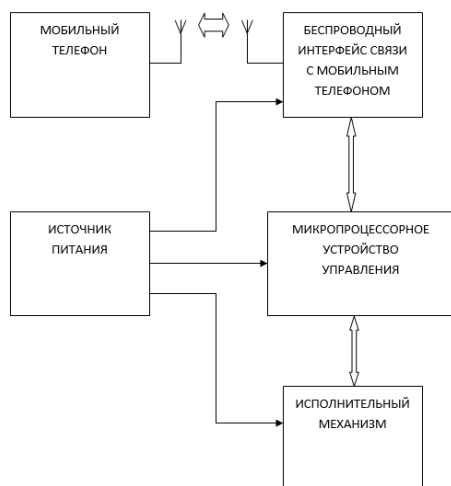 МОБИЛЬНЫЙ
ТЕЛЕФОН
БЕСПРОВОДНЫЙ
ИНТЕРФЕЙС СВЯЗИ
С МОБИЛЬНЫМ
ТЕЛЕФОНОМ
ИСТОЧНИК
ПИТАНИЯ
МИКРОПРОЦЕССОРНОЕ
УСТРОЙСТВО
УПРАВЛЕНИЯ
ИСПОЛНИТЕЛЬНЫЙ
МЕХАНИЗМ